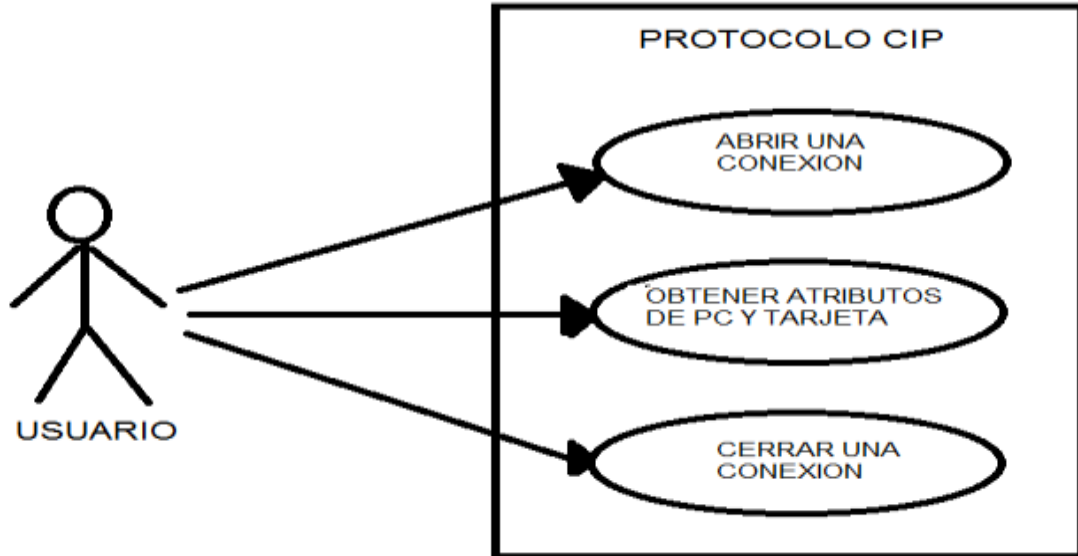 PROTOCOLO CIP
ABRIR UNA
CONEXION
OBTENER ATRIBUTOS
DE PC Y TARJETA
USUARIO
CERRAR UNA
CONEXION